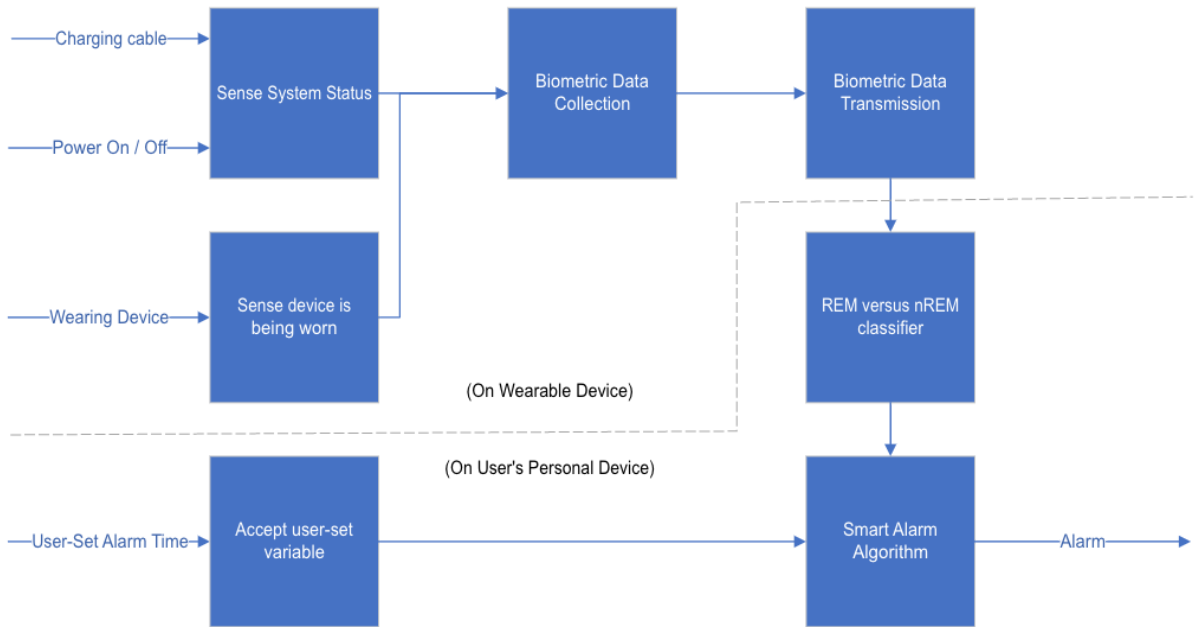 Charging cable
Sense System Status
Power On / Off
Biometric Data
Collection
Biometric Data
Transmission
Wearing Device
Sense device is
being worn
REM versus nREM
classifier
(On Wearable Device)
(On User's Personal Device)
User-Set Alarm Time
Accept user-set
variable
Smart Alarm
Algorithm
Alarm